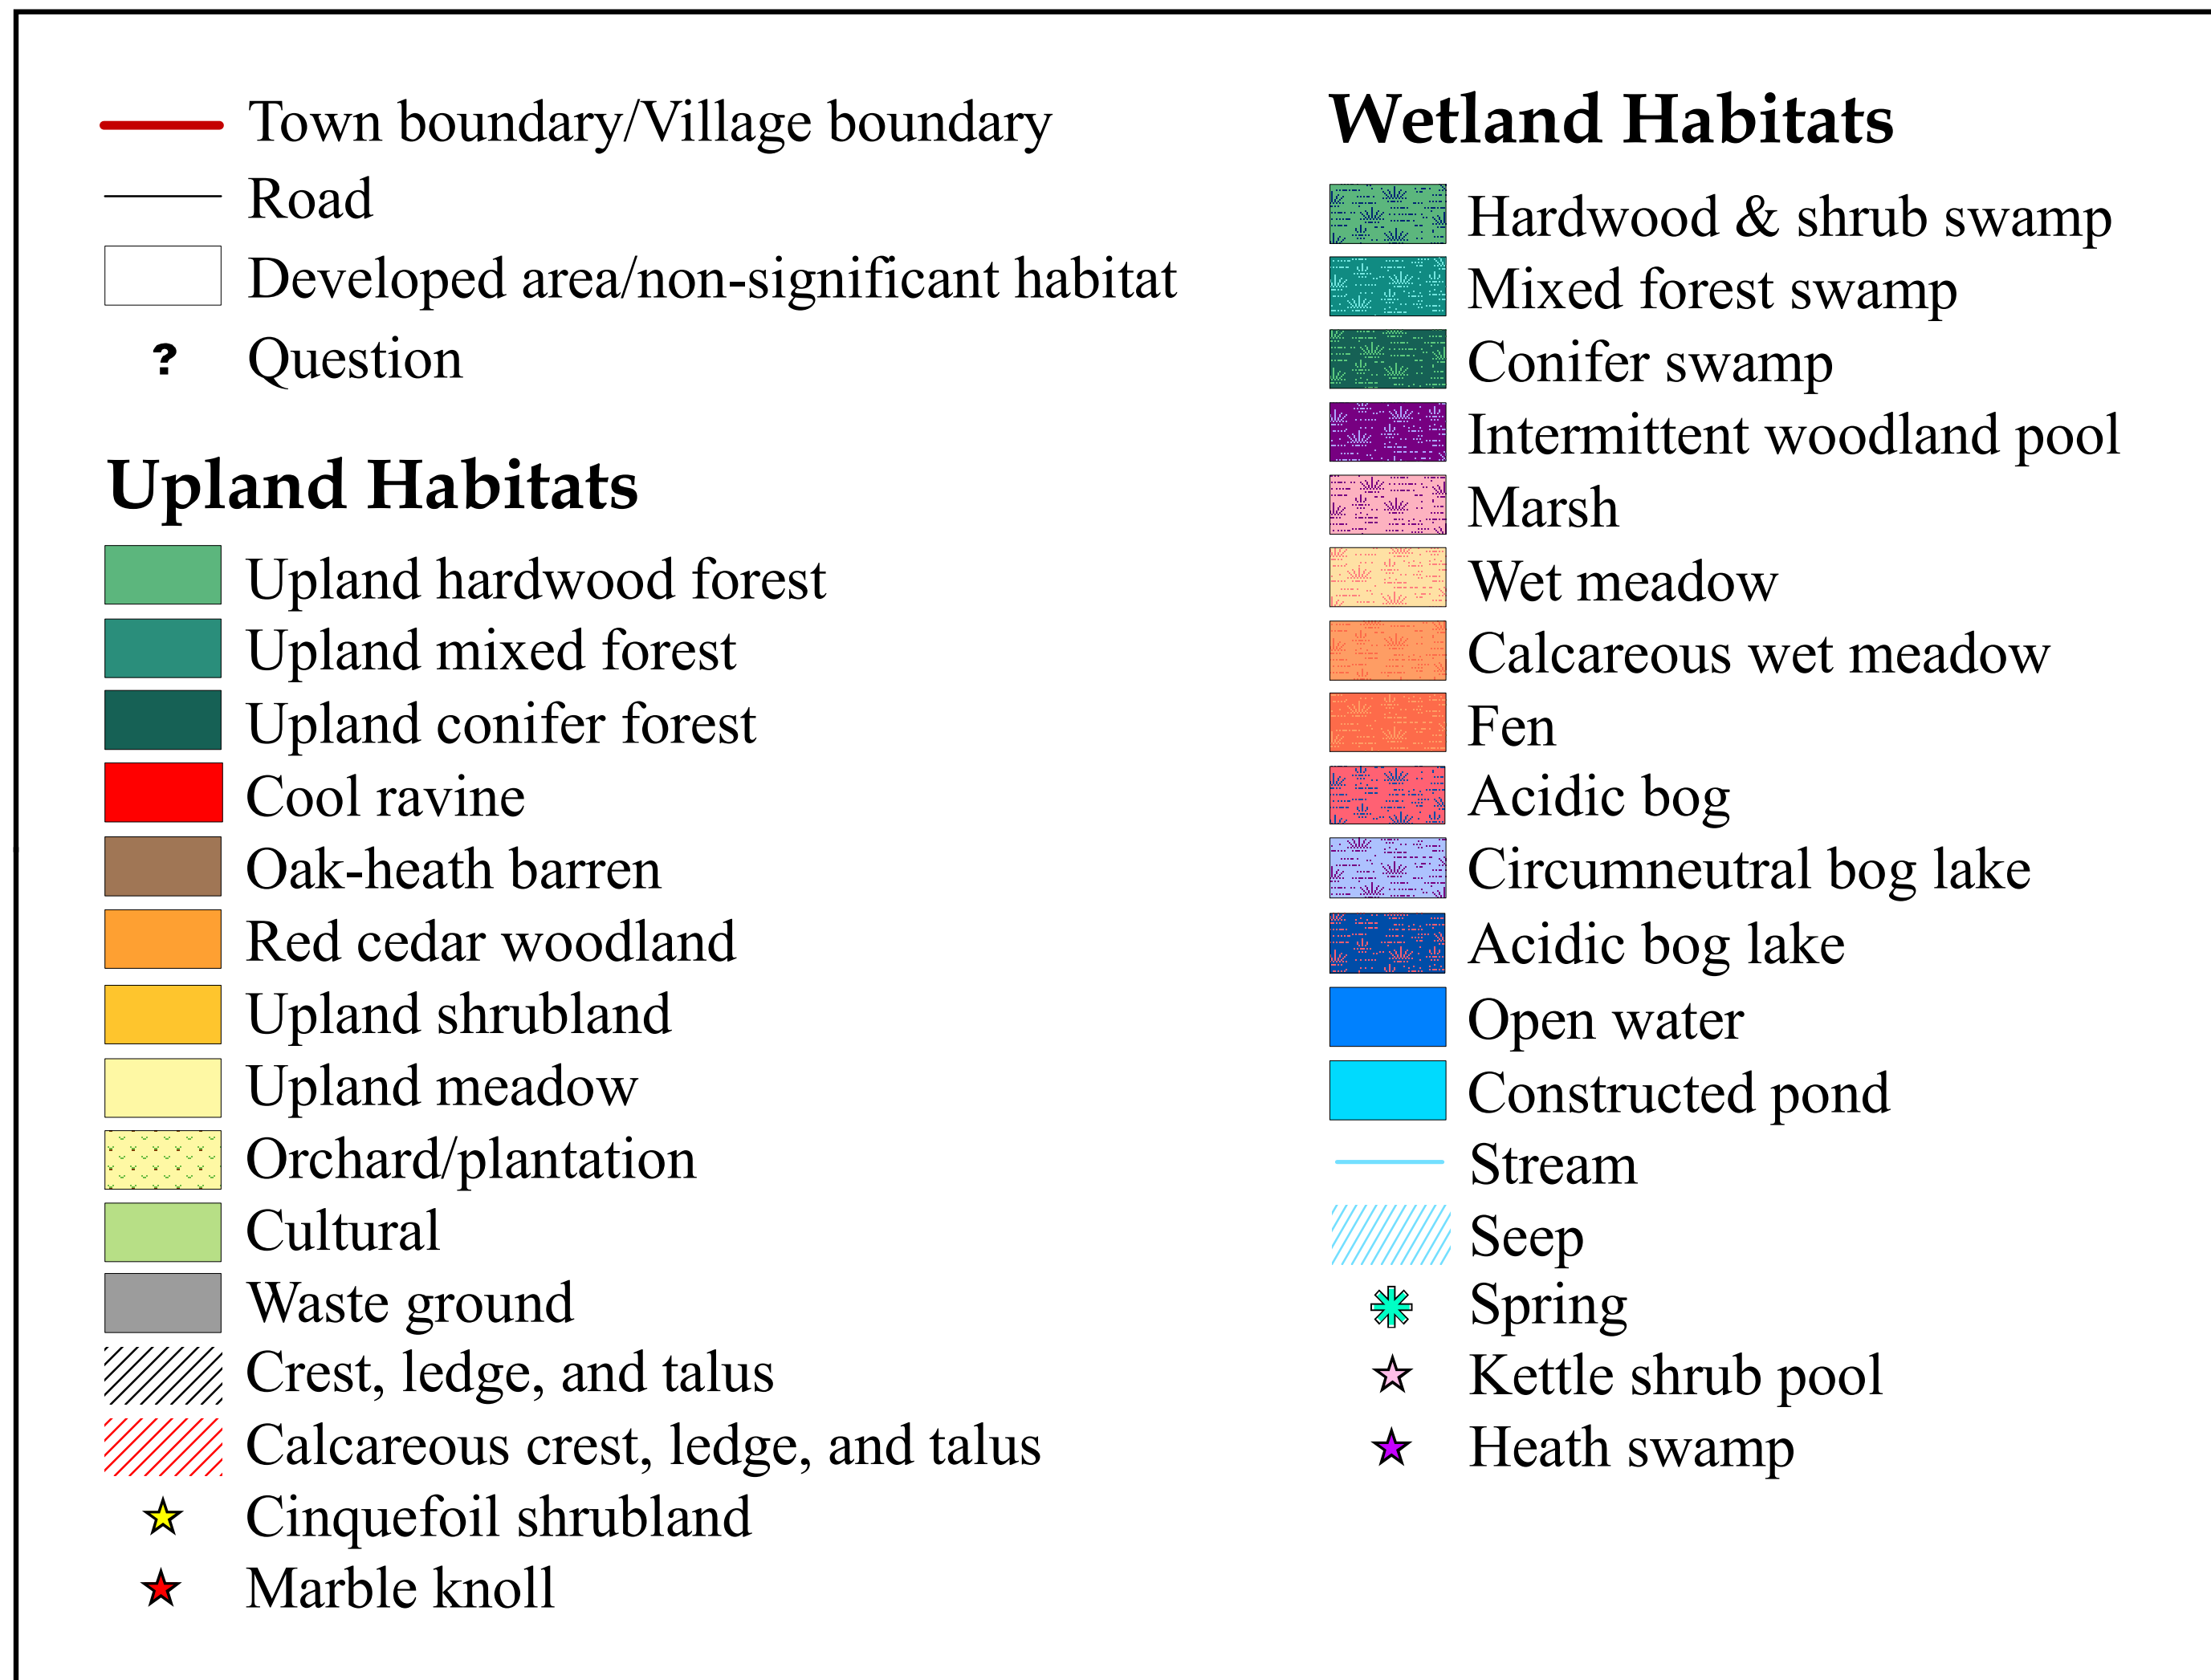 Town boundary/Village boundary
Road
Developed area/non-significant habitat
? Question
Upland Habitats
Upland hardwood forest
Upland mixed forest
Upland conifer forest
Cool ravine
Oak-heath barren
Red cedar woodland
Upland shrubland
Upland meadow
Orchard/plantation
Cultural
Waste ground
Crest, ledge, and talus
Calcareous crest, ledge, and talus
Cinquefoil shrubland
Marble knoll
Wetland Habitats
Hardwood & shrub swamp
Mixed forest swamp
Conifer swamp
Intermittent woodland pool
Marsh
Wet meadow
Calcareous wet meadow
Fen
Acidic bog
Circumneutral bog lake
Acidic bog lake
Open water
Constructed pond
Stream
Seep
Spring
Kettle shrub pool
Heath swamp